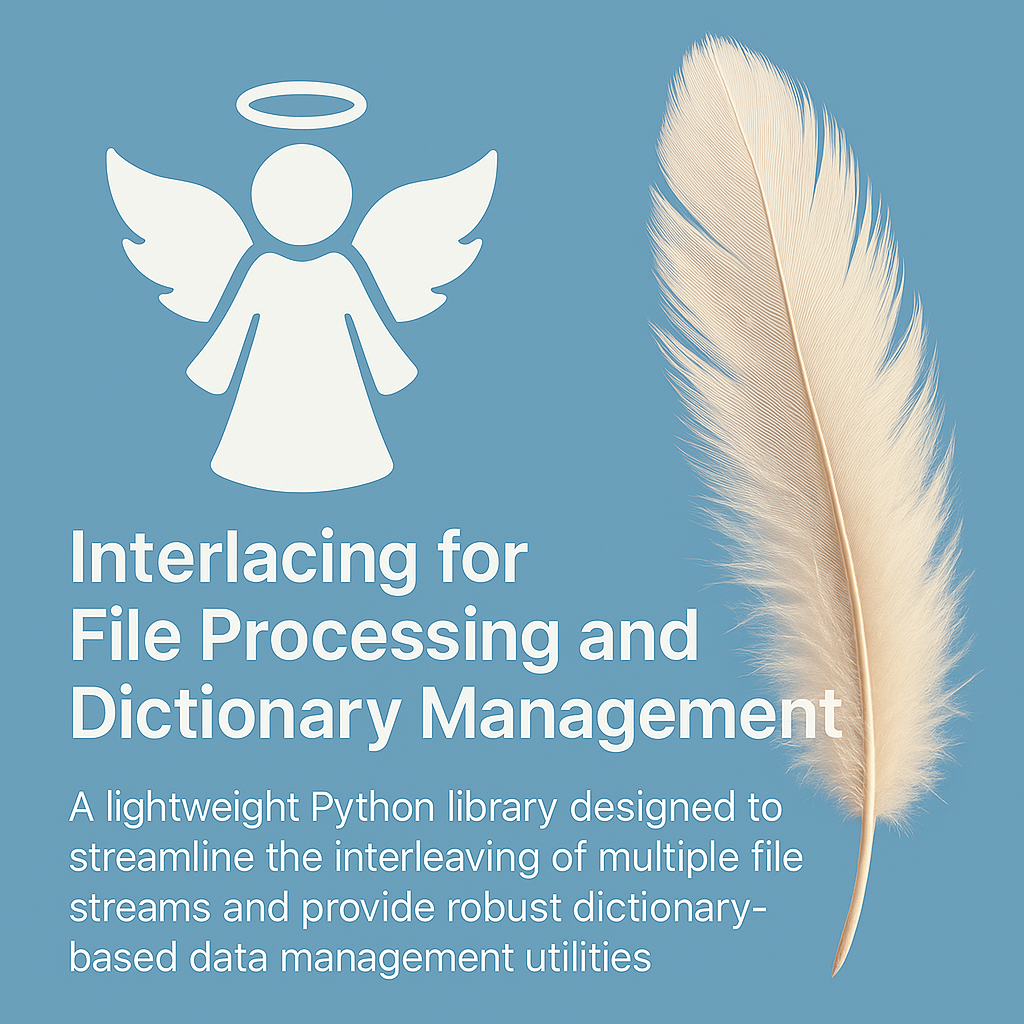 Interlacing for
File Processing and
Dictionary Management
A lightweight Python library designed to
streamline the interleaving of multiple file
streams and provide robust dictionary-
based data management utilities